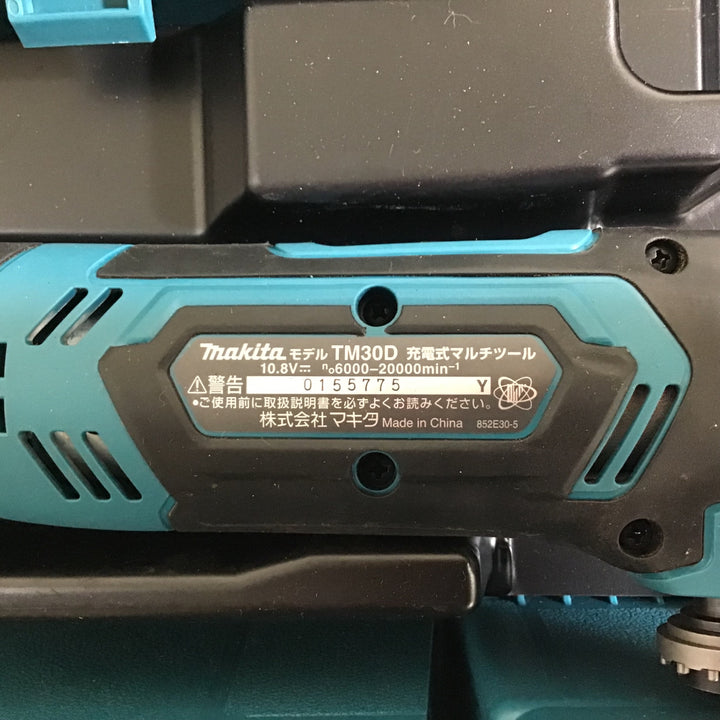 makita モデル TM30D 充電式マルチツール
10.8V⎓ n₀6000-20000min⁻¹
⚠警告 0155775 Y
•ご使用前に取扱説明書を必ずよくお読みください。
株式会社マキタ Made in China 852E30-5